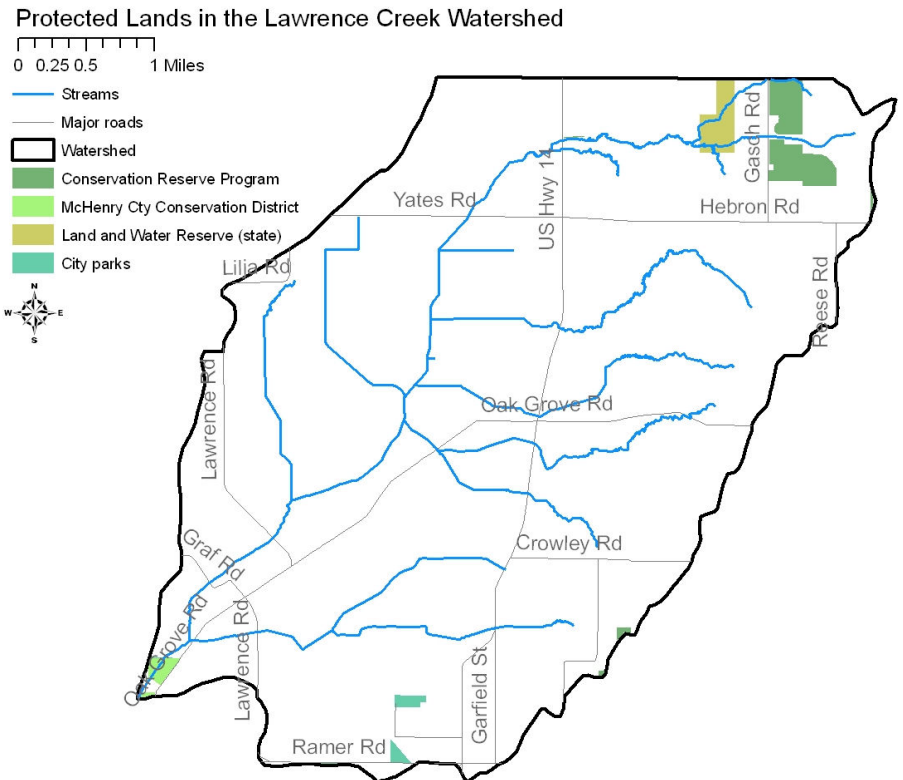 Protected Lands in the Lawrence Creek Watershed
0 0.25 0.5 1 Miles
Streams
Major roads
Watershed
Conservation Reserve Program
McHenry Cty Conservation District
Land and Water Reserve (state)
City parks
N
W E
S
Yates Rd
US Hwy 14
Gasch Rd
Hebron Rd
Lilja Rd
Reese Rd
Lawrence Rd
Oak Grove Rd
Graf Rd
Crowley Rd
Oak Grove Rd
Lawrence Rd
Garfield St
Ramer Rd